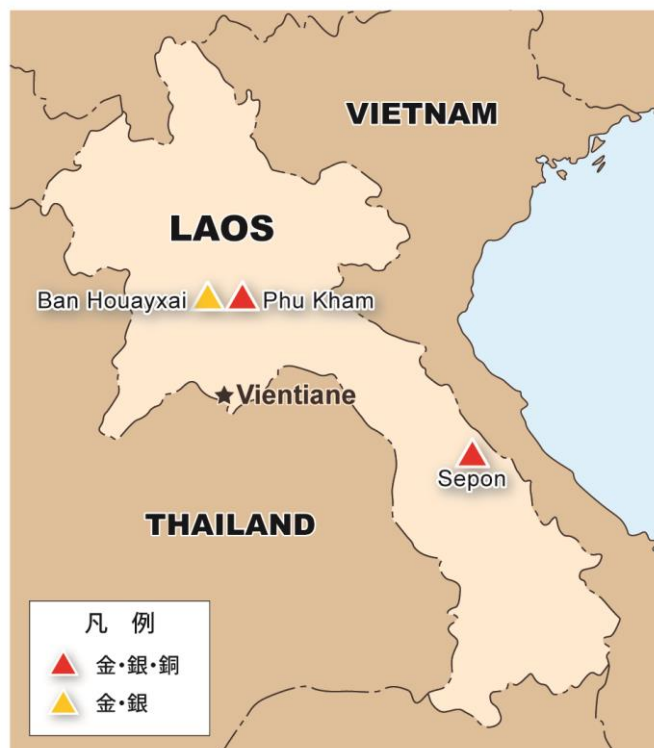 VIETNAM
LAOS
Ban Houayxai
Phu Kham
★Vientiane
Sepon
THAILAND
凡 例
金・銀・銅
金・銀